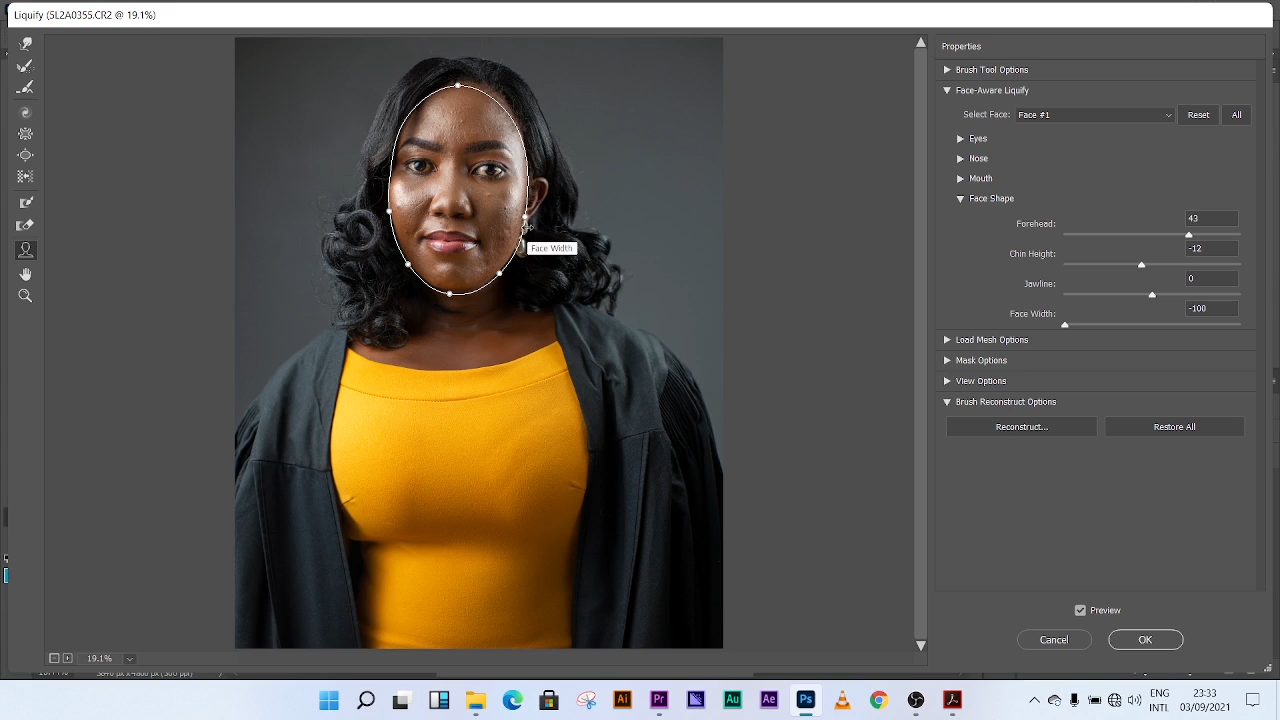 Liquify (5L2A0355.CR2 @ 19.1%)
Properties
Brush Tool Options
Face-Aware Liquify
Select Face: Face #1 Reset All
Eyes
Nose
Mouth
Face Shape
Forehead: 43
Chin Height: -12
Jawline: 0
Face Width: -100
Face Width
Load Mesh Options
Mask Options
View Options
Brush Reconstruct Options
Reconstruct... Restore All
Preview
Cancel OK
19.1%
Ai Pr Au Ae Ps
ENG
INTL
23:33
03/09/2021